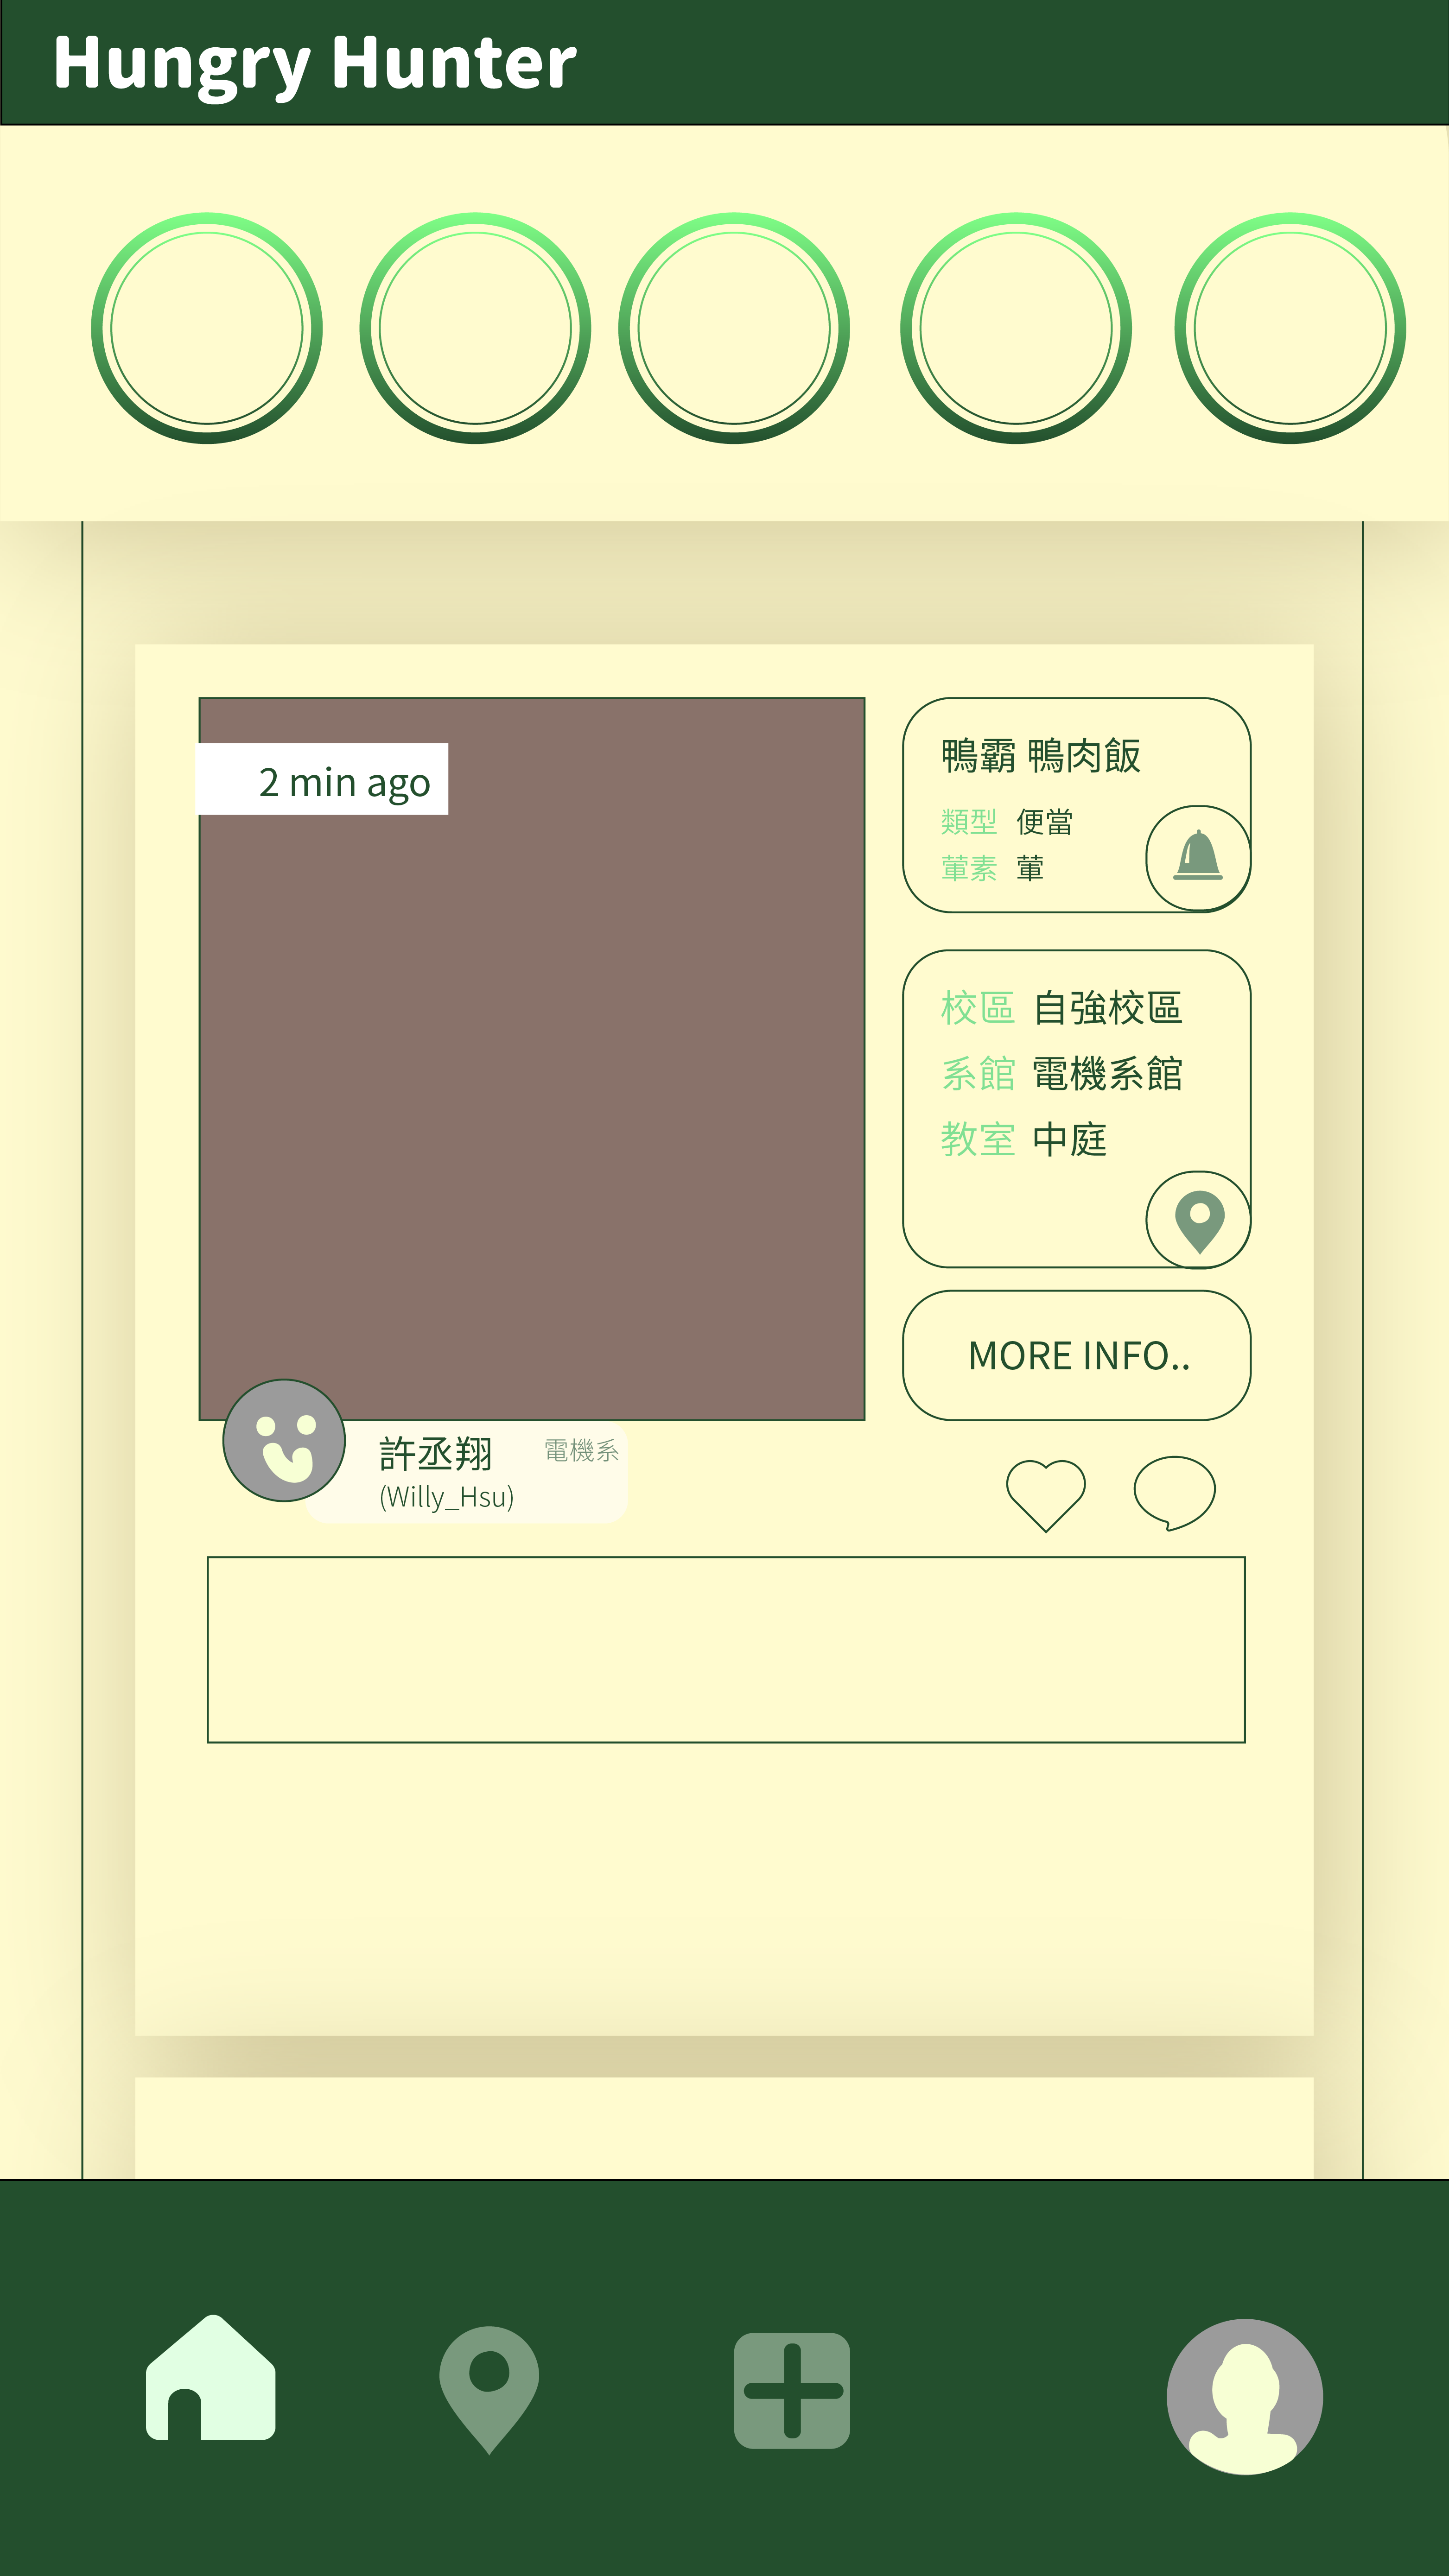 Hungry Hunter
2 min ago
鴨霸 鴨肉飯
類型 便當
葷素 葷
校區 自強校區
系館 電機系館
教室 中庭
MORE INFO..
許丞翔 電機系
(Willy_Hsu)